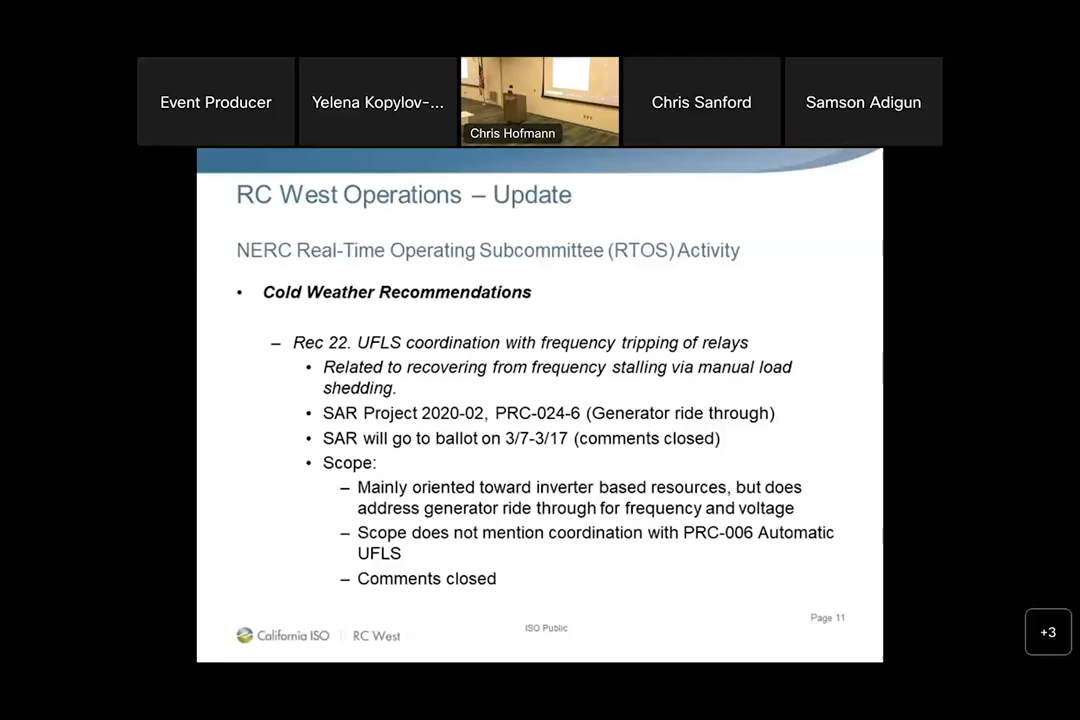 Event Producer
Yelena Kopylov-...
Chris Hofmann
Chris Sanford
Samson Adigun
RC West Operations – Update
NERC Real-Time Operating Subcommittee (RTOS) Activity
• Cold Weather Recommendations
– Rec 22. UFLS coordination with frequency tripping of relays
• Related to recovering from frequency stalling via manual load
shedding.
• SAR Project 2020-02, PRC-024-6 (Generator ride through)
• SAR will go to ballot on 3/7-3/17 (comments closed)
• Scope:
– Mainly oriented toward inverter based resources, but does
address generator ride through for frequency and voltage
– Scope does not mention coordination with PRC-006 Automatic
UFLS
– Comments closed
California ISO | RC West
ISO Public
Page 11
+3